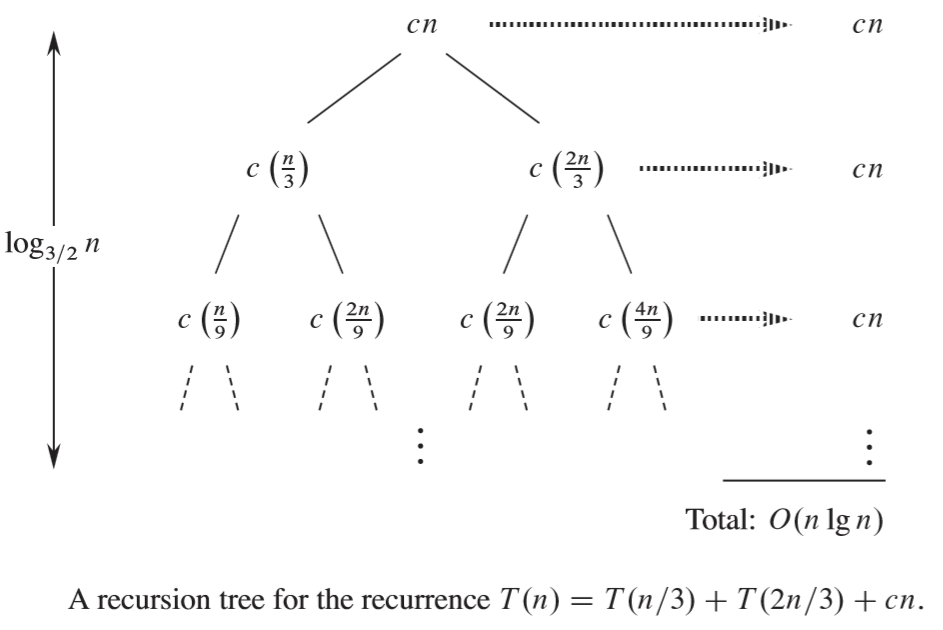 cn cn
c (n/3) c (2n/3) cn
log_{3/2} n
c (n/9) c (2n/9) c (2n/9) c (4n/9) cn
Total: O(n lg n)
A recursion tree for the recurrence T(n) = T(n/3) + T(2n/3) + cn.